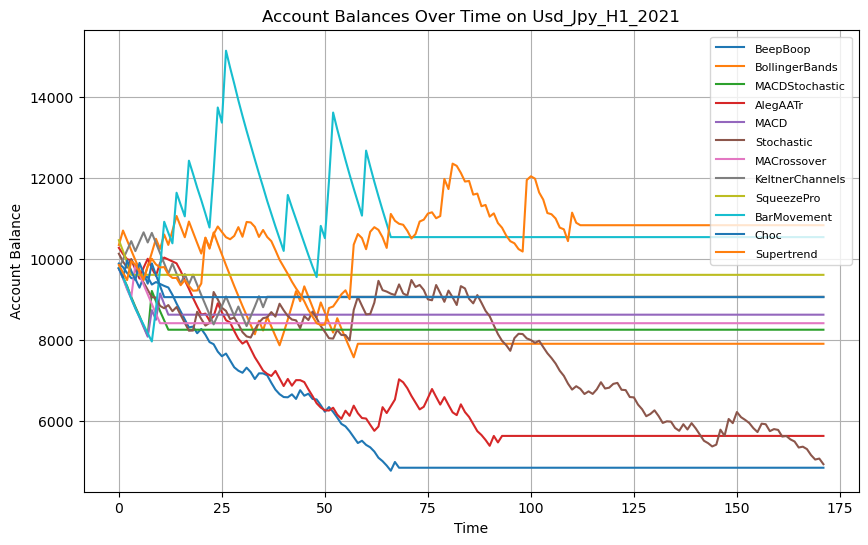 Account Balances Over Time on Usd_Jpy_H1_2021
Account Balance
14000
12000
10000
8000
6000
BeepBoop
BollingerBands
MACDStochastic
AlegAATr
MACD
Stochastic
MACrossover
KeltnerChannels
SqueezePro
BarMovement
Choc
Supertrend
0 25 50 75 100 125 150 175
Time